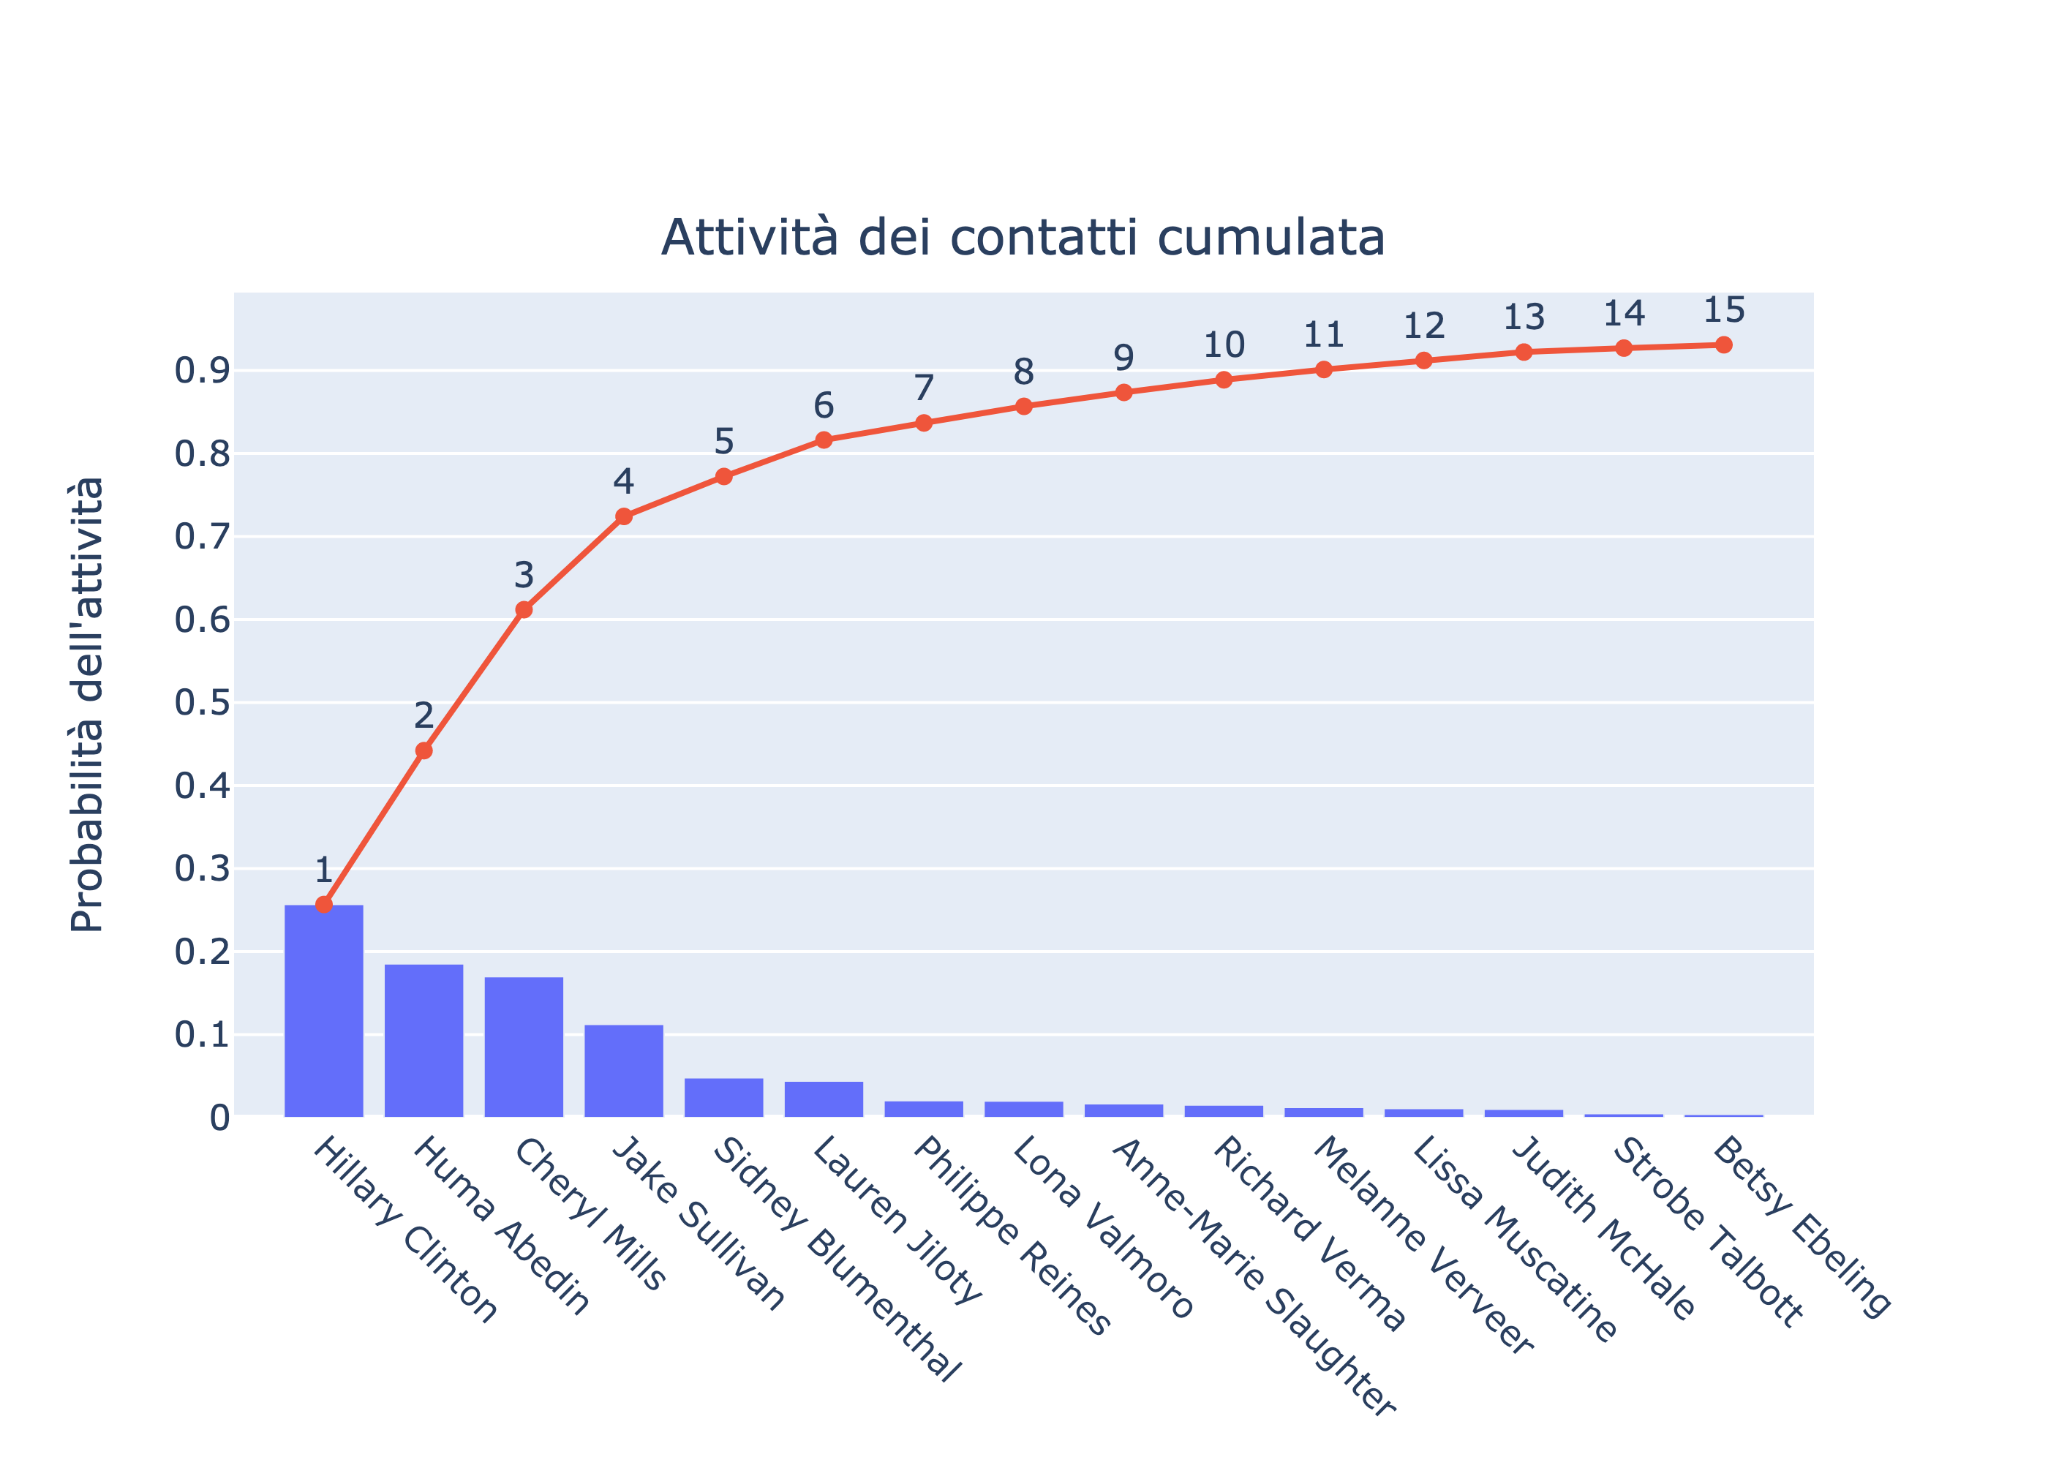 Attività dei contatti cumulata
Probabilità dell'attività
0.9
0.8
0.7
0.6
0.5
0.4
0.3
0.2
0.1
0
1
2
3
4
5
6
7
8
9
10
11
12
13
14
15
Hillary Clinton
Huma Abedin
Cheryl Mills
Jake Sullivan
Sidney Blumenthal
Lauren Jiloty
Philippe Reines
Lona Valmoro
Anne-Marie Slaughter
Richard Verma
Melanne Verveer
Lissa Muscatine
Judith McHale
Strobe Talbott
Betsy Ebeling